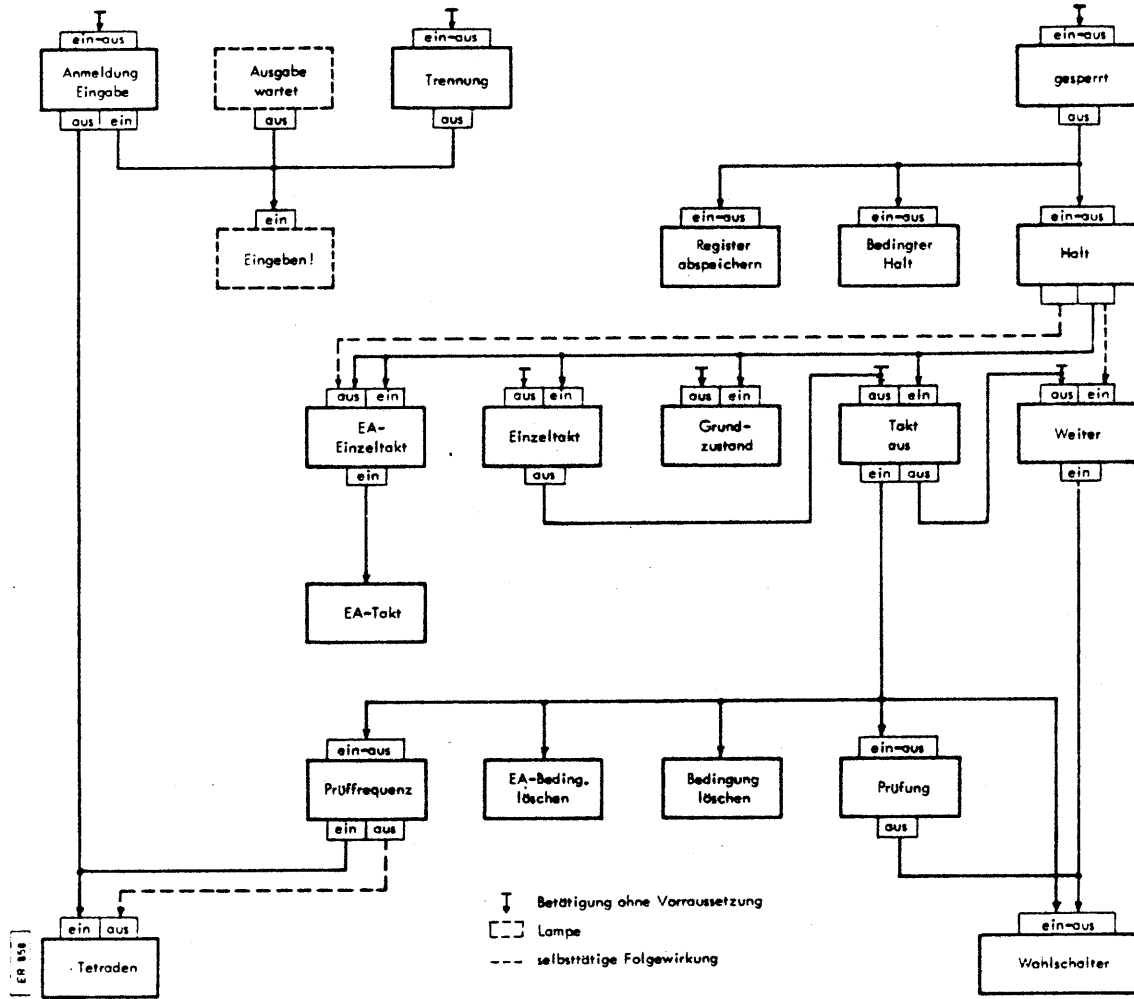 ein-aus
Anmeldung
Eingabe
aus ein
Ausgabe
wartet
aus
ein-aus
Trennung
aus
ein-aus
gesperrt
aus
ein
Eingeben!
ein-aus
Register
abspeichern
ein-aus
Bedingter
Halt
ein-aus
Halt
aus ein
EA-
Einzeltakt
ein
aus ein
Einzeltakt
aus
aus ein
Grund-
zustand
aus ein
Takt
aus
ein aus
aus ein
Weiter
ein
EA-Takt
ein-aus
Prüffrequenz
ein aus
EA-Beding.
löschen
Bedingung
löschen
ein-aus
Prüfung
aus
Betätigung ohne Vorraussetzung
Lampe
selbsttätige Folgewirkung
ein aus
Tetraden
ein-aus
Wahlschalter
ER 858